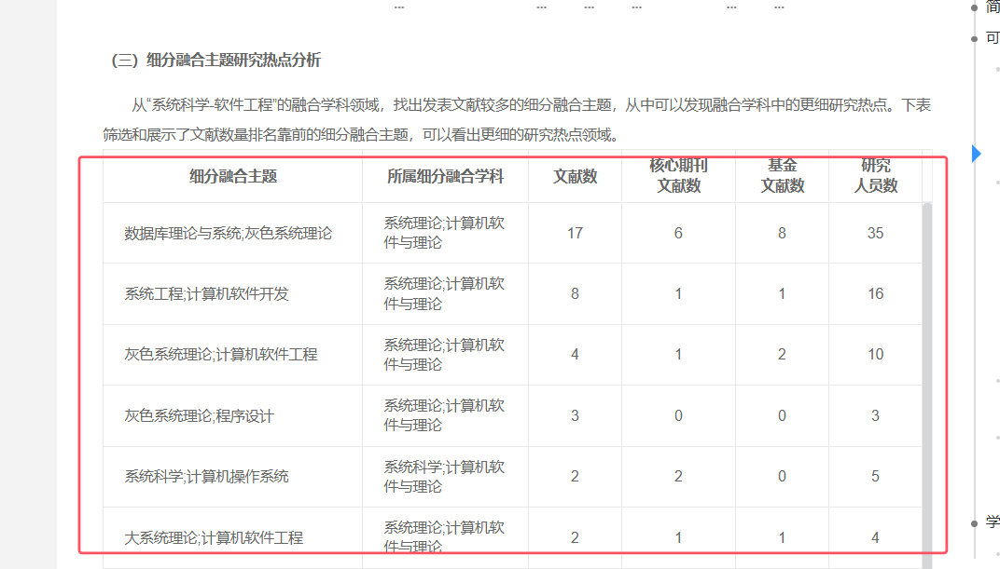 ... ... ... ... ... ...
简
可
（三）细分融合主题研究热点分析
从“系统科学-软件工程”的融合学科领域，找出发表文献较多的细分融合主题，从中可以发现融合学科中的更细研究热点。下表
筛选和展示了文献数量排名靠前的细分融合主题，可以看出更细的研究热点领域。
细分融合主题 所属细分融合学科 文献数 核心期刊 基金 研究
文献数 文献数 人员数
数据库理论与系统;灰色系统理论 系统理论;计算机软 17 6 8 35
件与理论
系统工程;计算机软件开发 系统理论;计算机软 8 1 1 16
件与理论
灰色系统理论;计算机软件工程 系统理论;计算机软 4 1 2 10
件与理论
灰色系统理论;程序设计 系统理论;计算机软 3 0 0 3
件与理论
系统科学;计算机操作系统 系统科学;计算机软 2 2 0 5
件与理论
大系统理论;计算机软件工程 系统理论;计算机软 2 1 1 4
件与理论
学